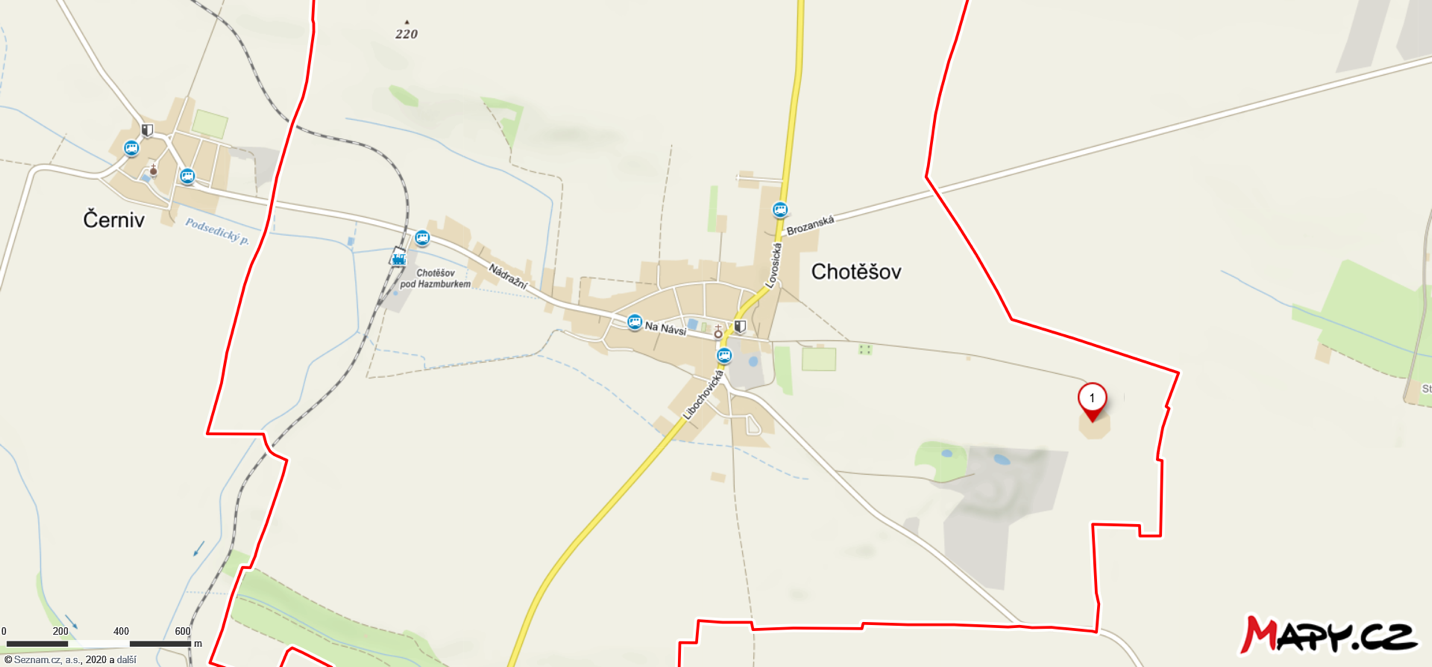 220
Černiv
Podsedický p.
Chotěšov
pod Hazmburkem
Nádražní
Na Návsi
Brozanská
Lovosická
Chotěšov
Libochovická
1
St
0 200 400 600 m
© Seznam.cz, a.s., 2020 a další
MAPY.CZ